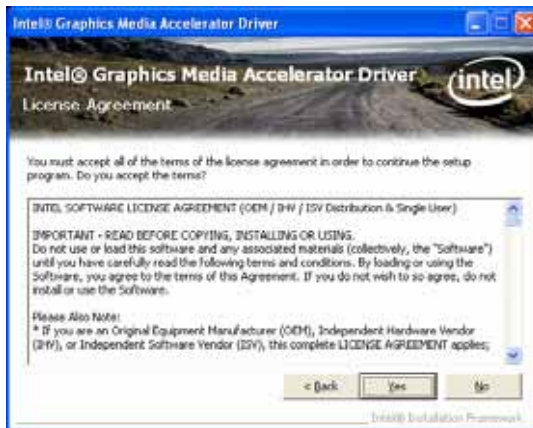 Intel® Graphics Media Accelerator Driver
Intel® Graphics Media Accelerator Driver
intel
License Agreement
You must accept all of the terms of the license agreement in order to continue the setup
program. Do you accept the terms?
INTEL SOFTWARE LICENSE AGREEMENT (OEM / IHV / ISV Distribution & Single User)
IMPORTANT - READ BEFORE COPYING, INSTALLING OR USING.
Do not use or load this software and any associated materials (collectively, the "Software")
until you have carefully read the following terms and conditions. By loading or using the
Software, you agree to the terms of this Agreement. If you do not wish to so agree, do not
install or use the Software.
Please Also Note:
* If you are an Original Equipment Manufacturer (OEM), Independent Hardware Vendor
(IHV), or Independent Software Vendor (ISV), this complete LICENSE AGREEMENT applies;
< Back
Yes
No
Intel® Installation Framework